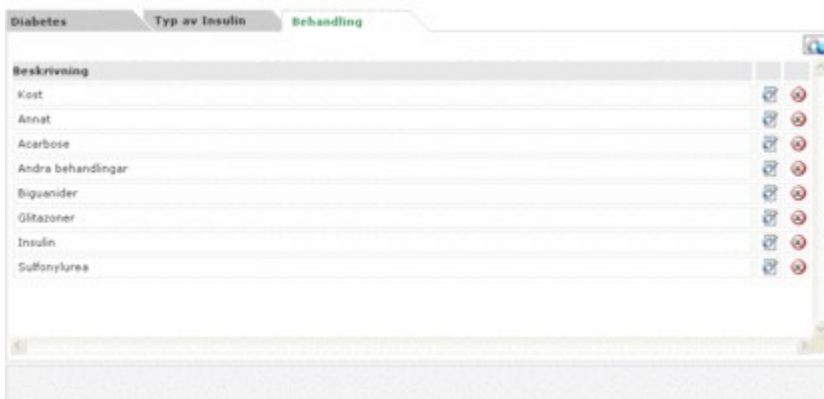 Diabetes Typ av Insulin Behandling
Beskrivning
Kost
Annat
Acarbose
Andra behandlingar
Biguanider
Glitazoner
Insulin
Sulfonylurea